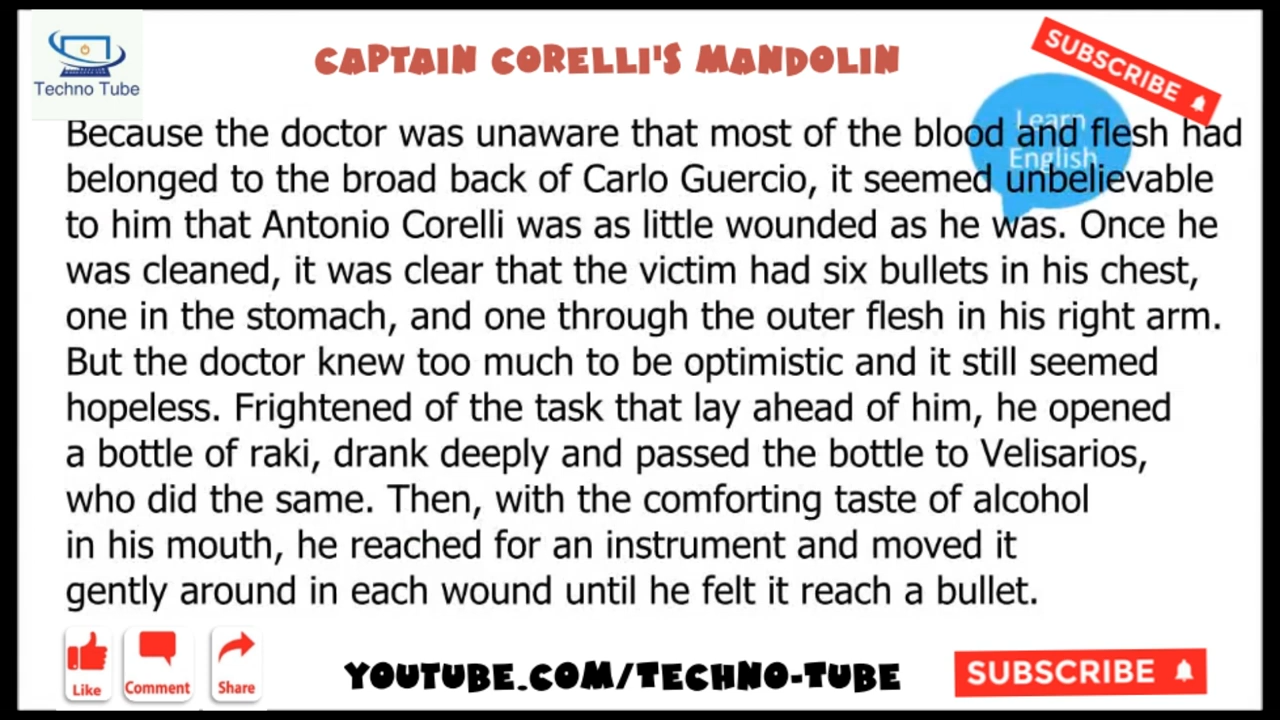 Techno Tube
CAPTAIN CORELLI'S MANDOLIN
SUBSCRIBE
Learn
English
Because the doctor was unaware that most of the blood and flesh had
belonged to the broad back of Carlo Guercio, it seemed unbelievable
to him that Antonio Corelli was as little wounded as he was. Once he
was cleaned, it was clear that the victim had six bullets in his chest,
one in the stomach, and one through the outer flesh in his right arm.
But the doctor knew too much to be optimistic and it still seemed
hopeless. Frightened of the task that lay ahead of him, he opened
a bottle of raki, drank deeply and passed the bottle to Velisarios,
who did the same. Then, with the comforting taste of alcohol
in his mouth, he reached for an instrument and moved it
gently around in each wound until he felt it reach a bullet.
Like
Comment
Share
YOUTUBE.COM/TECHNO-TUBE
SUBSCRIBE